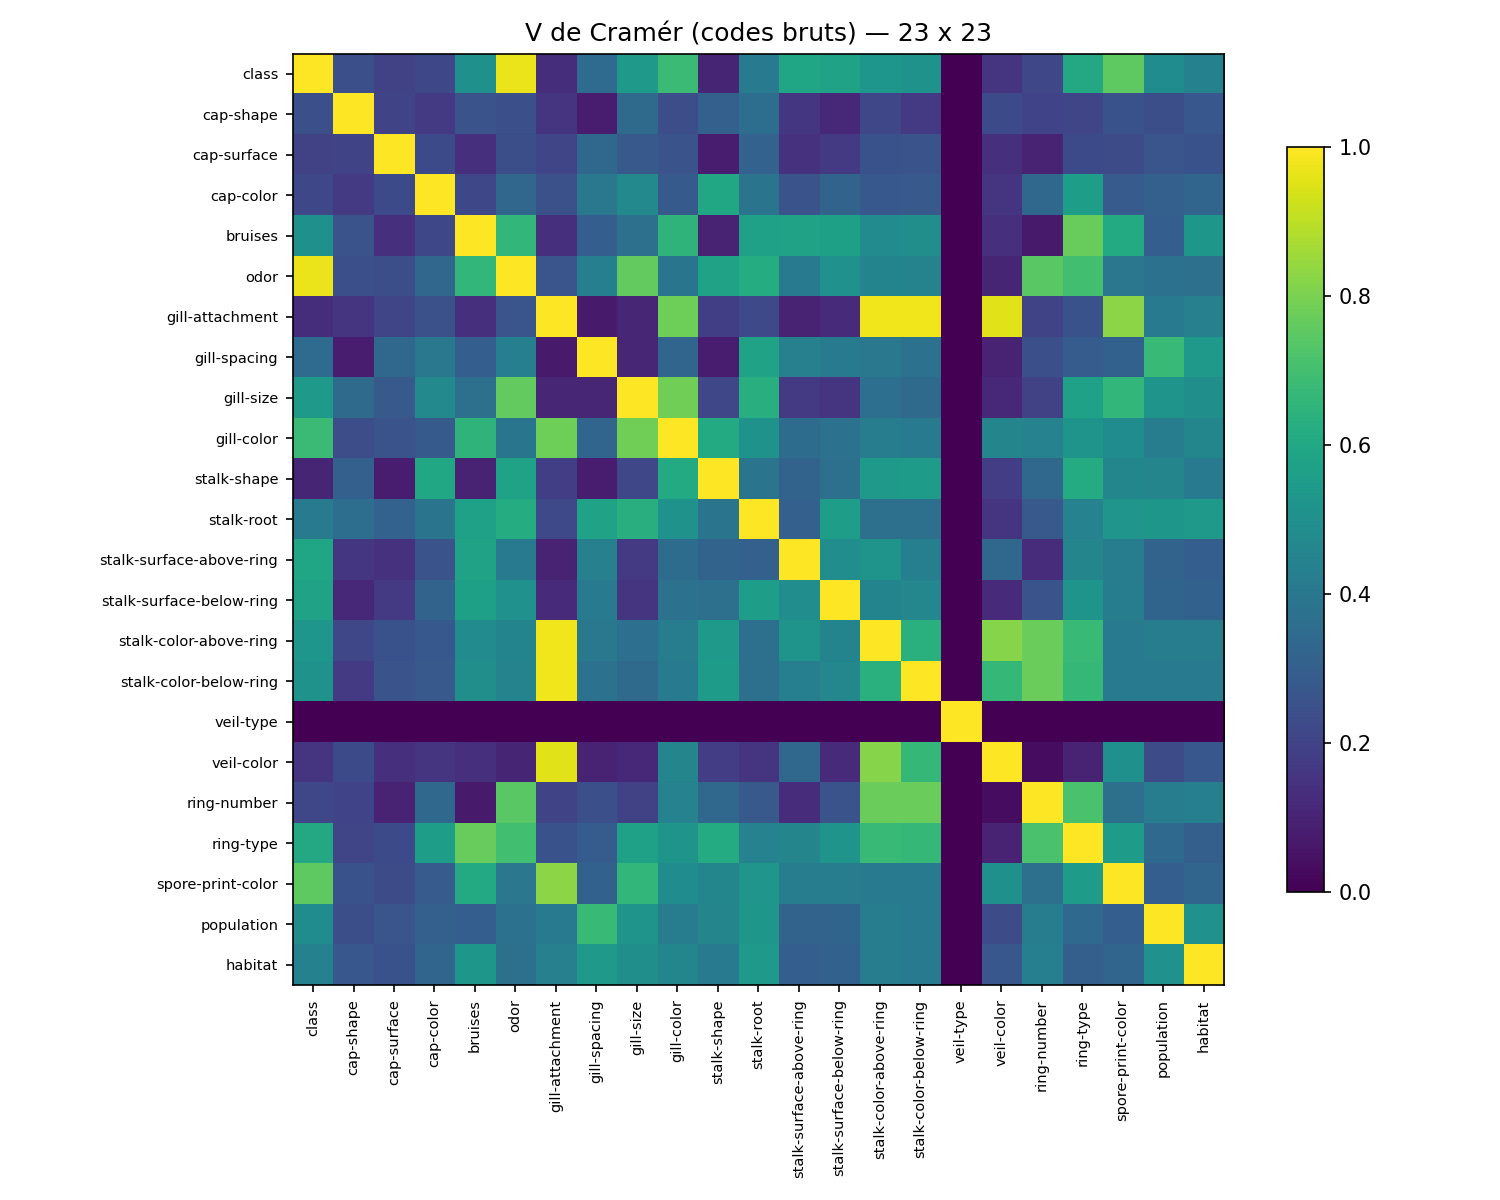 V de Cramér (codes bruts) — 23 x 23
class
cap-shape
cap-surface
cap-color
bruises
odor
gill-attachment
gill-spacing
gill-size
gill-color
stalk-shape
stalk-root
stalk-surface-above-ring
stalk-surface-below-ring
stalk-color-above-ring
stalk-color-below-ring
veil-type
veil-color
ring-number
ring-type
spore-print-color
population
habitat
class
cap-shape
cap-surface
cap-color
bruises
odor
gill-attachment
gill-spacing
gill-size
gill-color
stalk-shape
stalk-root
stalk-surface-above-ring
stalk-surface-below-ring
stalk-color-above-ring
stalk-color-below-ring
veil-type
veil-color
ring-number
ring-type
spore-print-color
population
habitat
1.0
0.8
0.6
0.4
0.2
0.0